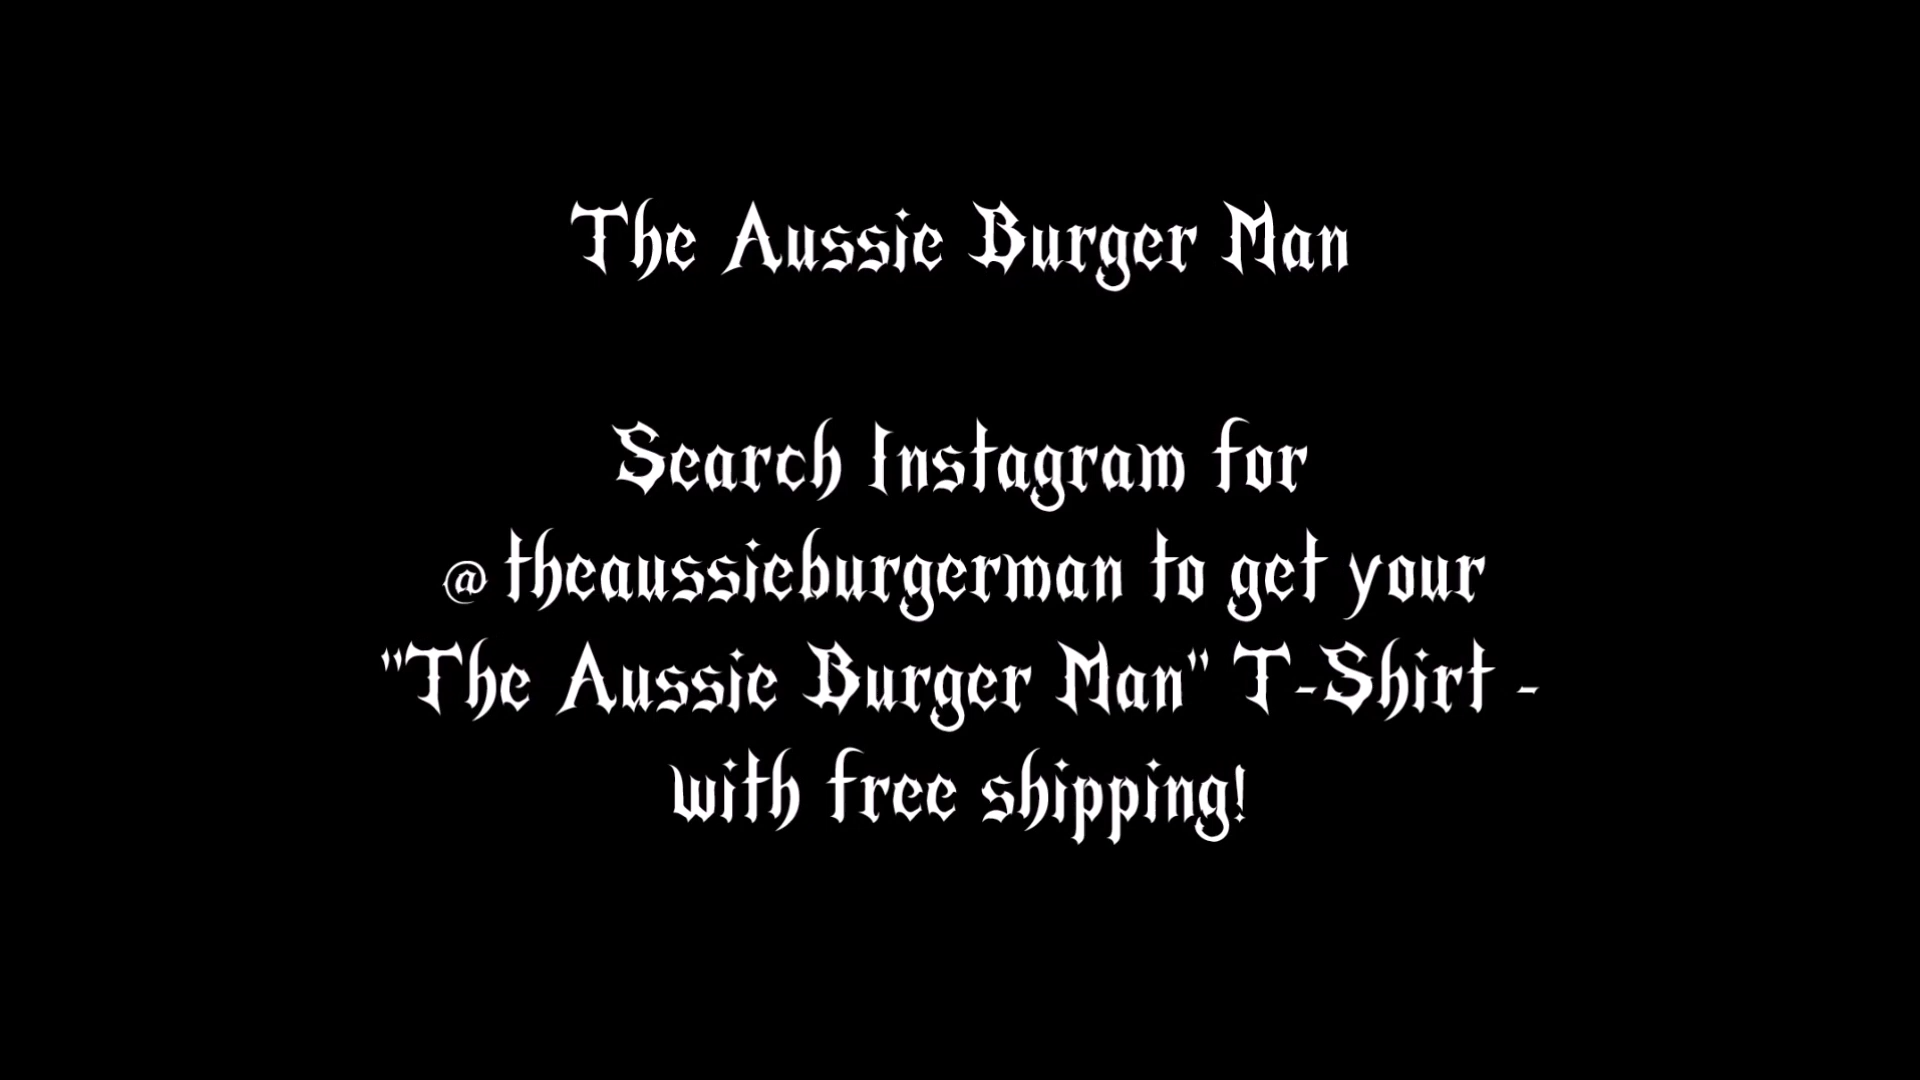 The Aussie Burger Man
Search Instagram for
@theaussieburgerman to get your
"The Aussie Burger Man" T-Shirt -
with free shipping!